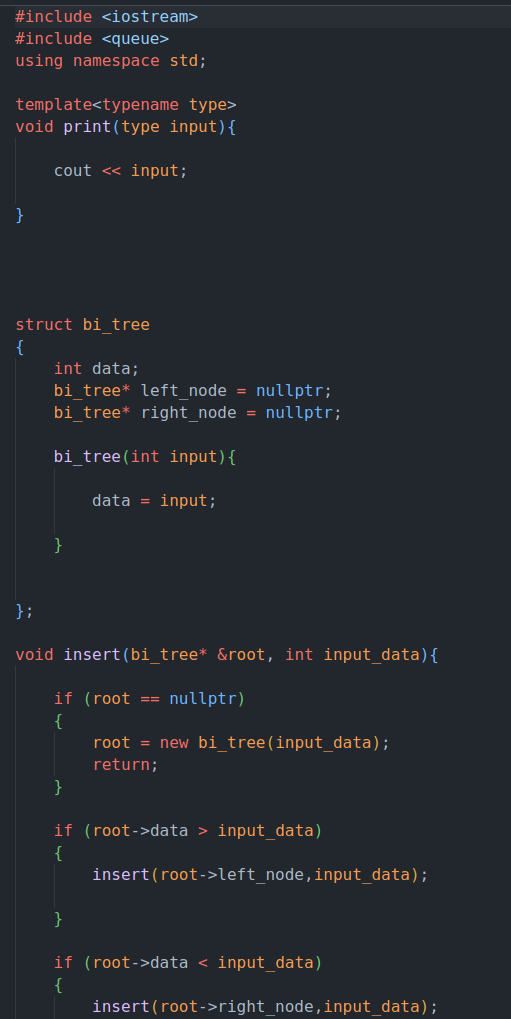 #include <iostream>
#include <queue>
using namespace std;
template<typename type>
void print(type input){
cout << input;
}
struct bi_tree
{
int data;
bi_tree* left_node = nullptr;
bi_tree* right_node = nullptr;
bi_tree(int input){
data = input;
}
};
void insert(bi_tree* &root, int input_data){
if (root == nullptr)
{
root = new bi_tree(input_data);
return;
}
if (root->data > input_data)
{
insert(root->left_node,input_data);
}
if (root->data < input_data)
{
insert(root->right_node,input_data);